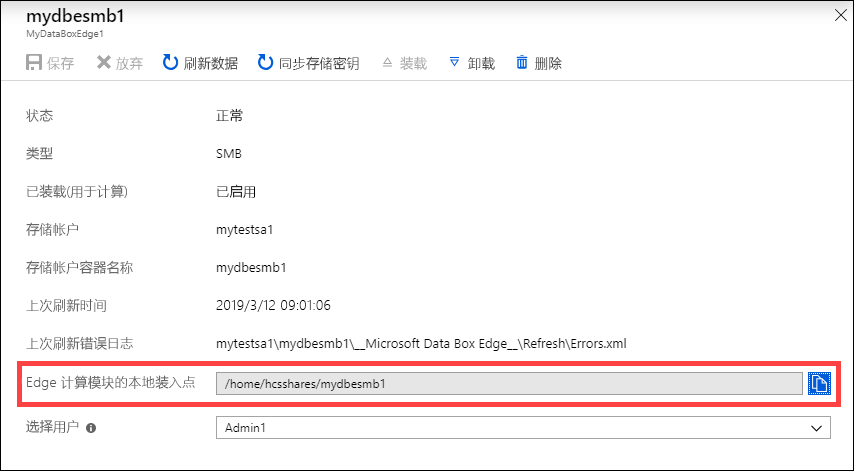 mydbesmb1
MyDataBoxEdge1
保存 放弃 刷新数据 同步存储密钥 装载 卸载 删除
状态 正常
类型 SMB
已装载(用于计算) 已启用
存储帐户 mytestsa1
存储帐户容器名称 mydbesmb1
上次刷新时间 2019/3/12 09:01:06
上次刷新错误日志 mytestsa1\mydbesmb1\__Microsoft Data Box Edge__\Refresh\Errors.xml
Edge 计算模块的本地装入点 /home/hcsshares/mydbesmb1
选择用户 Admin1